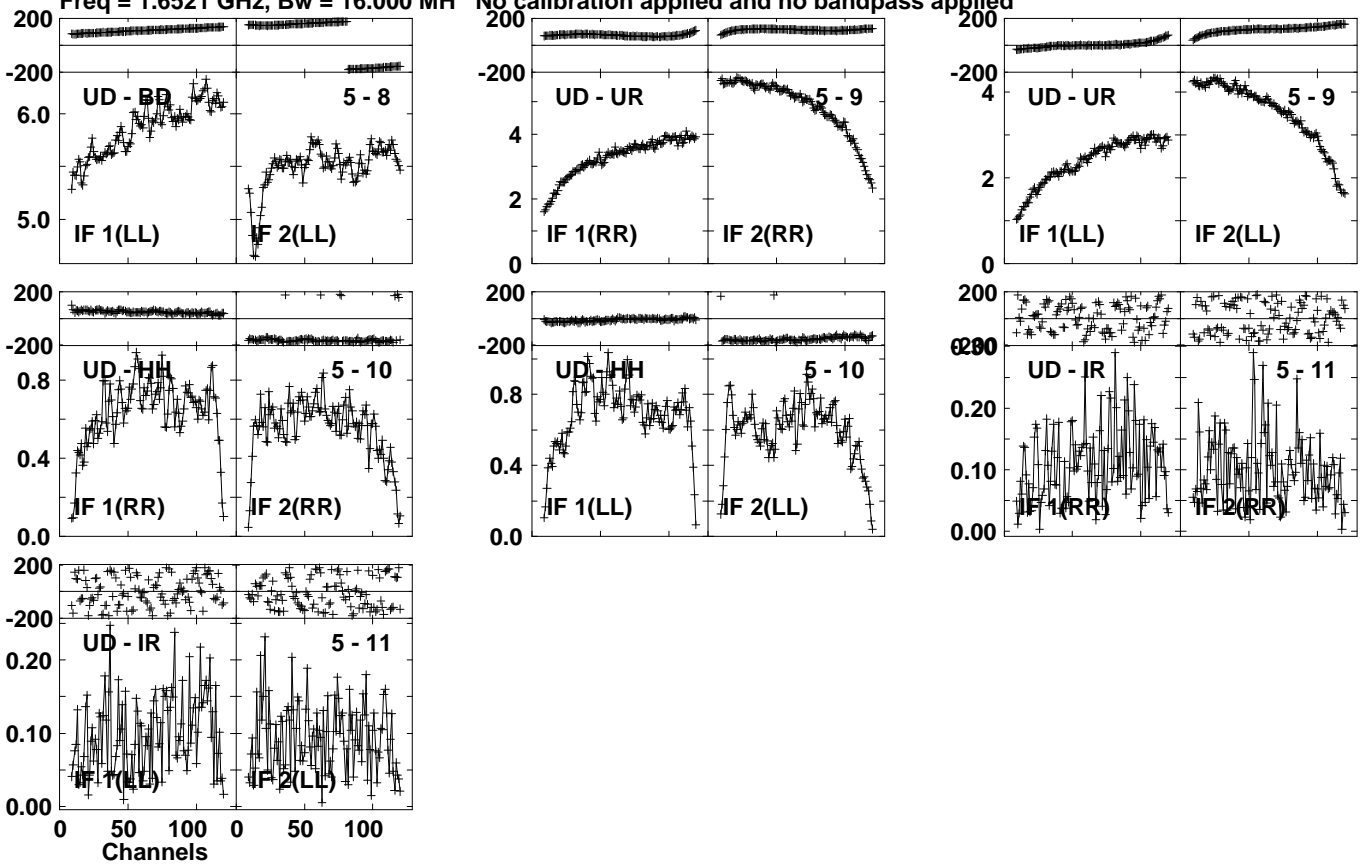 Freq = 1.6521 GHz, Bw = 16.000 MH No calibration applied and no bandpass applied
200
-200
UD - BD
5 - 8
6.0
5.0
IF 1(LL)
IF 2(LL)
200
-200
UD - UR
5 - 9
4
2
0
IF 1(RR)
IF 2(RR)
200
-200
UD - UR
5 - 9
4
2
0
IF 1(LL)
IF 2(LL)
200
-200
UD - HH
5 - 10
0.8
0.4
0.0
IF 1(RR)
IF 2(RR)
200
-200
UD - HH
5 - 10
0.8
0.4
0.0
IF 1(LL)
IF 2(LL)
200
UD - IR
5 - 11
0.20
0.10
0.00
IF 1(RR)
IF 2(RR)
200
-200
UD - IR
5 - 11
0.20
0.10
0.00
IF 1(LL)
IF 2(LL)
0 50 100 0 50 100
Channels